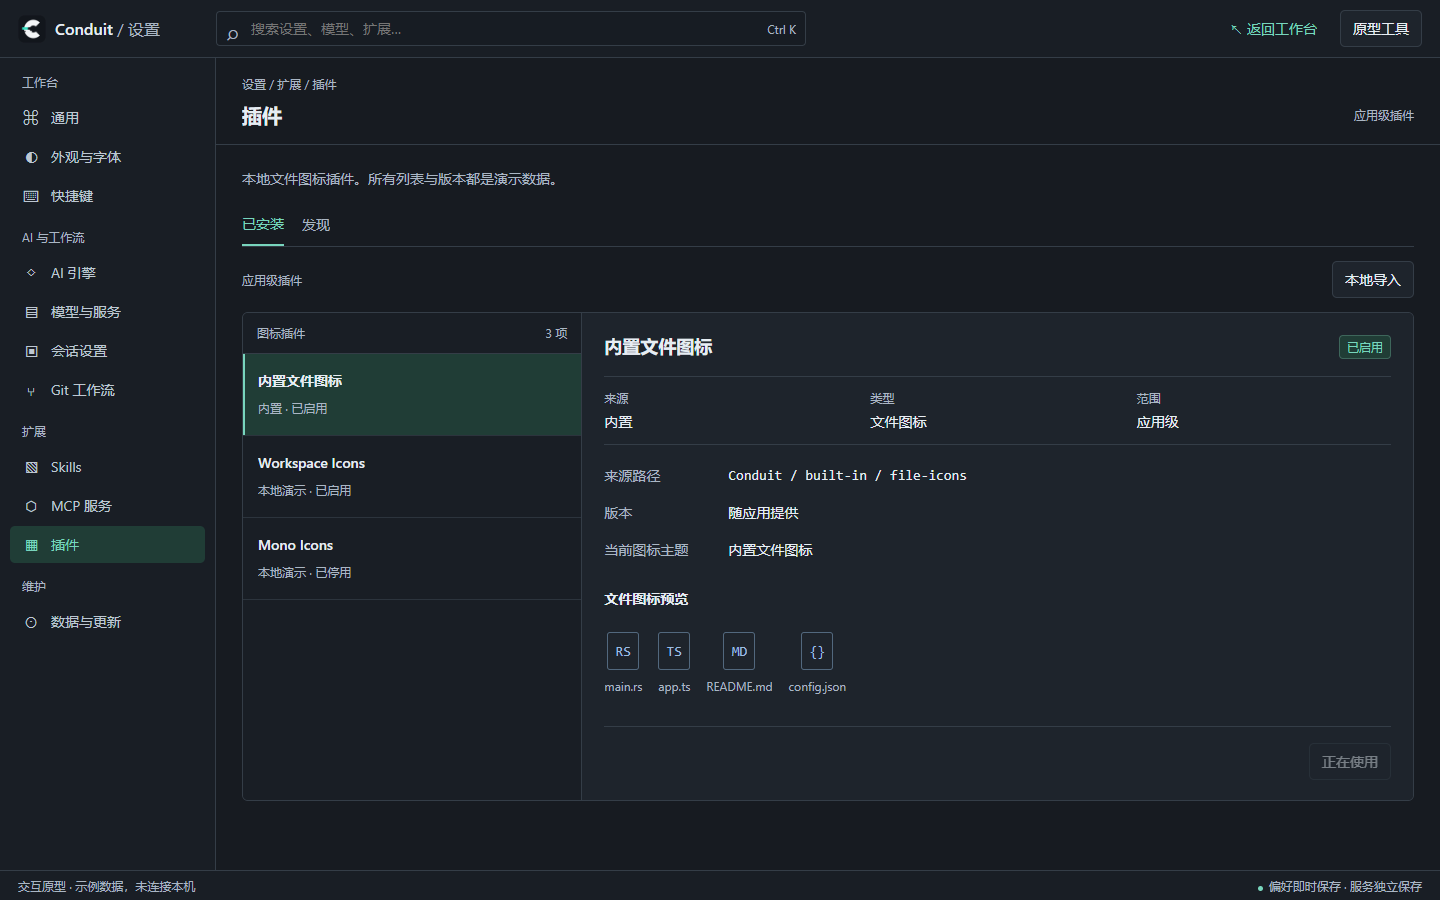 Conduit / 设置
搜索设置、模型、扩展...
Ctrl K
↖ 返回工作台
原型工具
工作台
通用
外观与字体
快捷键
AI 与工作流
AI 引擎
模型与服务
会话设置
Git 工作流
扩展
Skills
MCP 服务
插件
维护
数据与更新
设置 / 扩展 / 插件
插件
应用级插件
本地文件图标插件。所有列表与版本都是演示数据。
已安装
发现
应用级插件
本地导入
图标插件
3 项
内置文件图标
内置 · 已启用
Workspace Icons
本地演示 · 已启用
Mono Icons
本地演示 · 已停用
内置文件图标
已启用
来源
内置
类型
文件图标
范围
应用级
来源路径
Conduit / built-in / file-icons
版本
随应用提供
当前图标主题
内置文件图标
文件图标预览
RS
TS
MD
{}
main.rs
app.ts
README.md
config.json
正在使用
交互原型 · 示例数据，未连接本机
偏好即时保存 · 服务独立保存